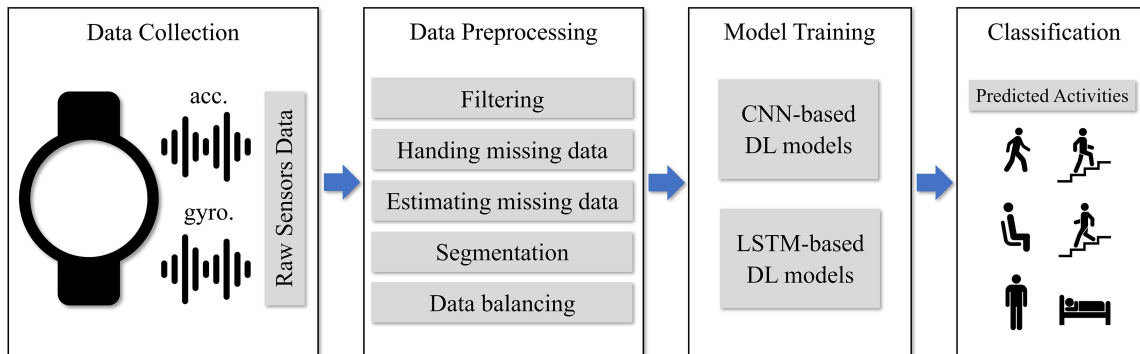 Data Collection
acc.
gyro.
Raw Sensors Data
Data Preprocessing
Filtering
Handing missing data
Estimating missing data
Segmentation
Data balancing
Model Training
CNN-based
DL models
LSTM-based
DL models
Classification
Predicted Activities